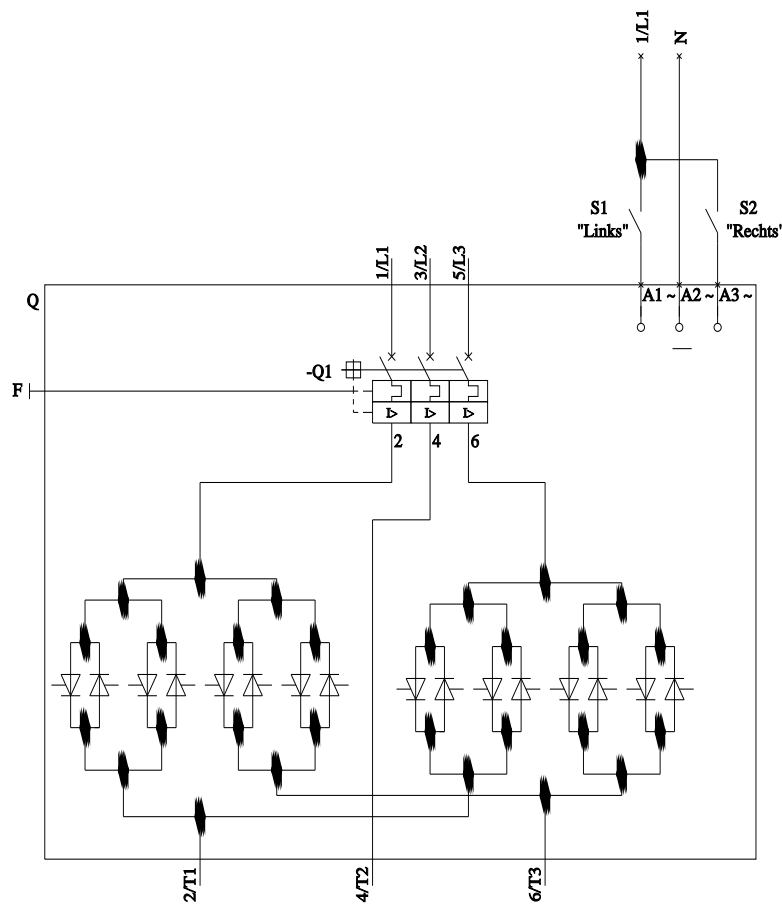 1/L1
N
S1
"Links"
S2
"Rechts"
1/L1
3/L2
5/L3
Q
A1 ~
A2 ~
A3 ~
-Q1
F
I>
I>
I>
2
4
6
2/T1
4/T2
6/T3